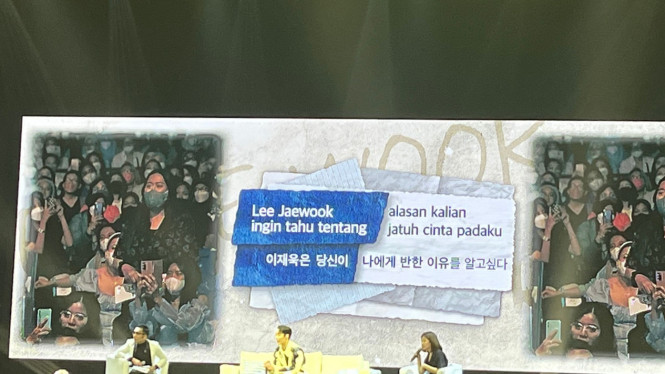 WOOK
Lee Jaewook
ingin tahu tentang
alasan kalian
jatuh cinta padaku
이재욱은 당신이
나에게 반한 이유를 알고싶다